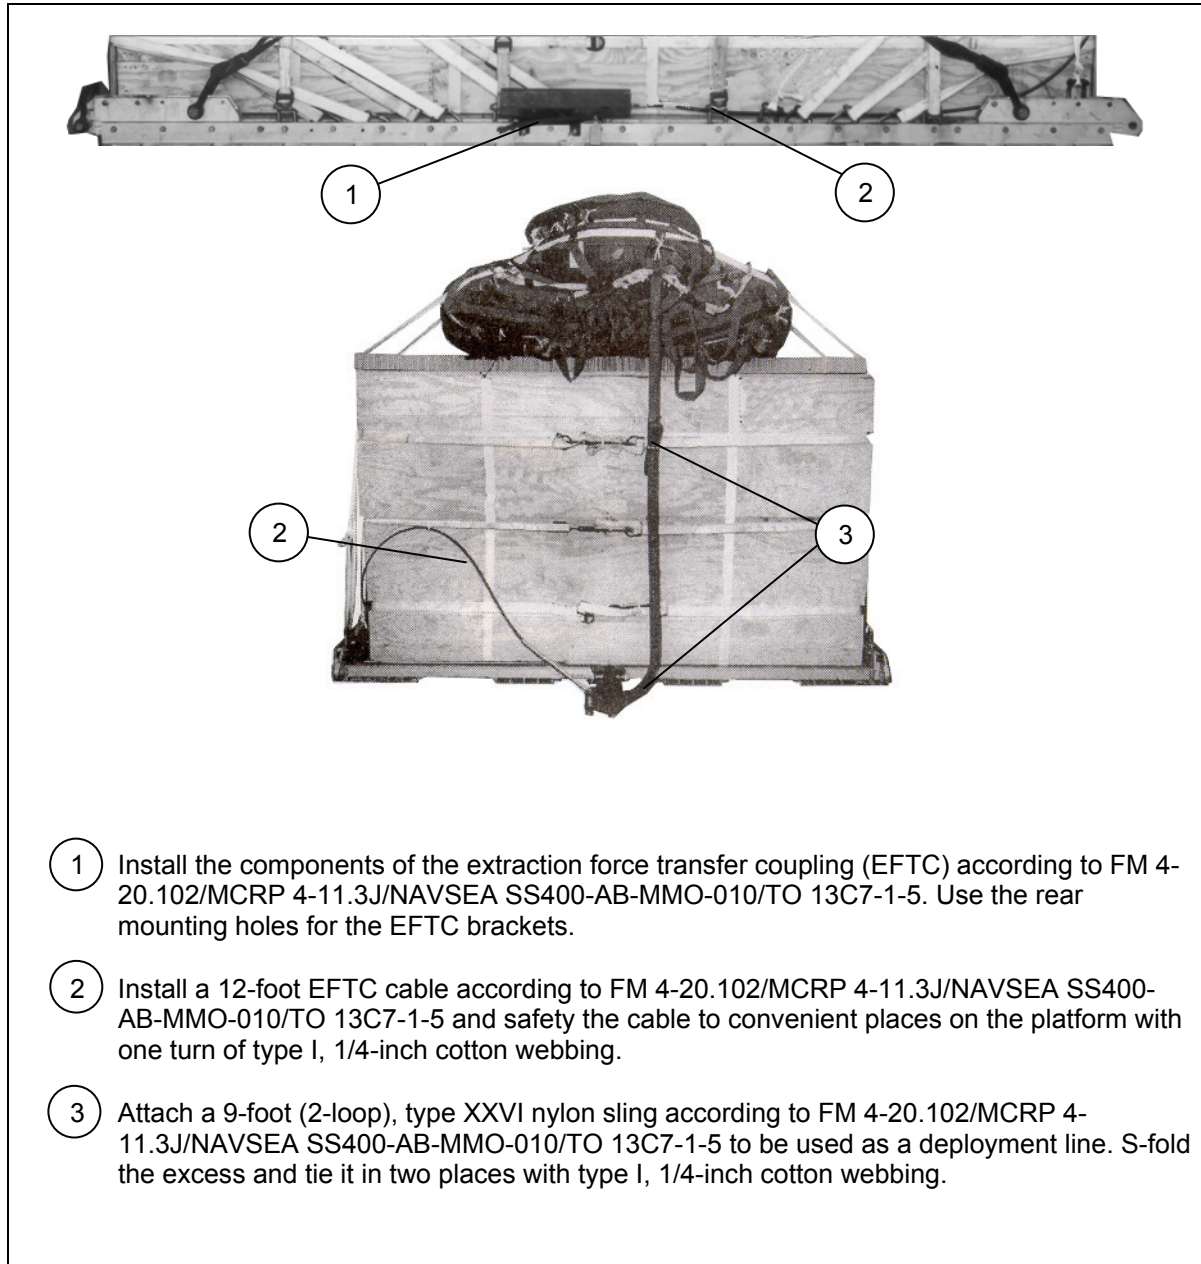 1
2
2
3
1 Install the components of the extraction force transfer coupling (EFTC) according to FM 4-
20.102/MCRP 4-11.3J/NAVSEA SS400-AB-MMO-010/TO 13C7-1-5. Use the rear
mounting holes for the EFTC brackets.
2 Install a 12-foot EFTC cable according to FM 4-20.102/MCRP 4-11.3J/NAVSEA SS400-
AB-MMO-010/TO 13C7-1-5 and safety the cable to convenient places on the platform with
one turn of type I, 1/4-inch cotton webbing.
3 Attach a 9-foot (2-loop), type XXVI nylon sling according to FM 4-20.102/MCRP 4-
11.3J/NAVSEA SS400-AB-MMO-010/TO 13C7-1-5 to be used as a deployment line. S-fold
the excess and tie it in two places with type I, 1/4-inch cotton webbing.